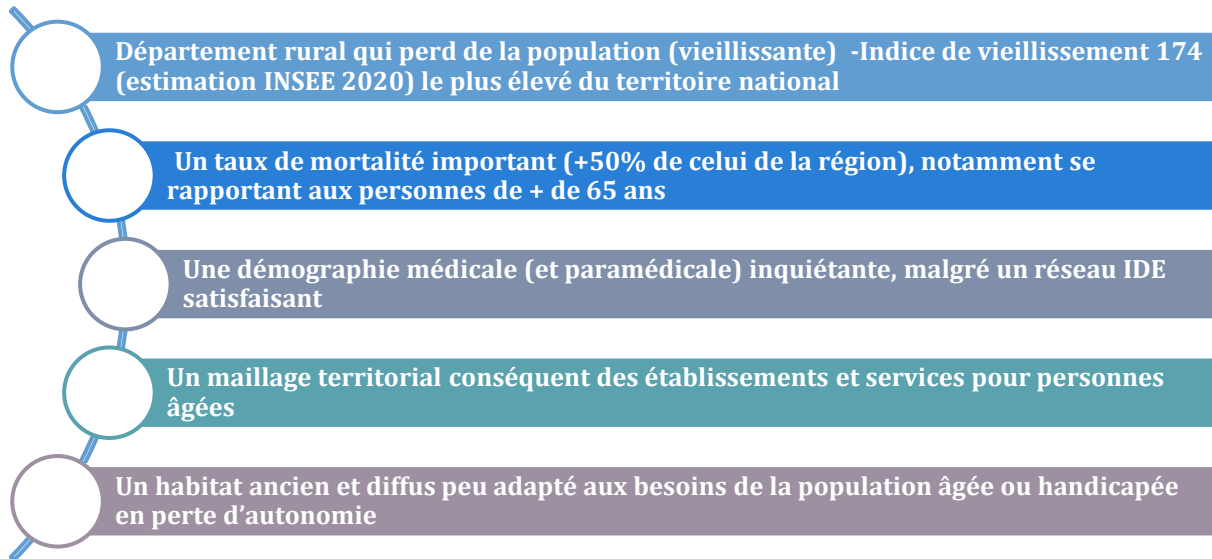 Département rural qui perd de la population (vieillissante) -Indice de vieillissement 174
(estimation INSEE 2020) le plus élevé du territoire national
Un taux de mortalité important (+50% de celui de la région), notamment se
rapportant aux personnes de + de 65 ans
Une démographie médicale (et paramédicale) inquiétante, malgré un réseau IDE
satisfaisant
Un maillage territorial conséquent des établissements et services pour personnes
âgées
Un habitat ancien et diffus peu adapté aux besoins de la population âgée ou handicapée
en perte d’autonomie